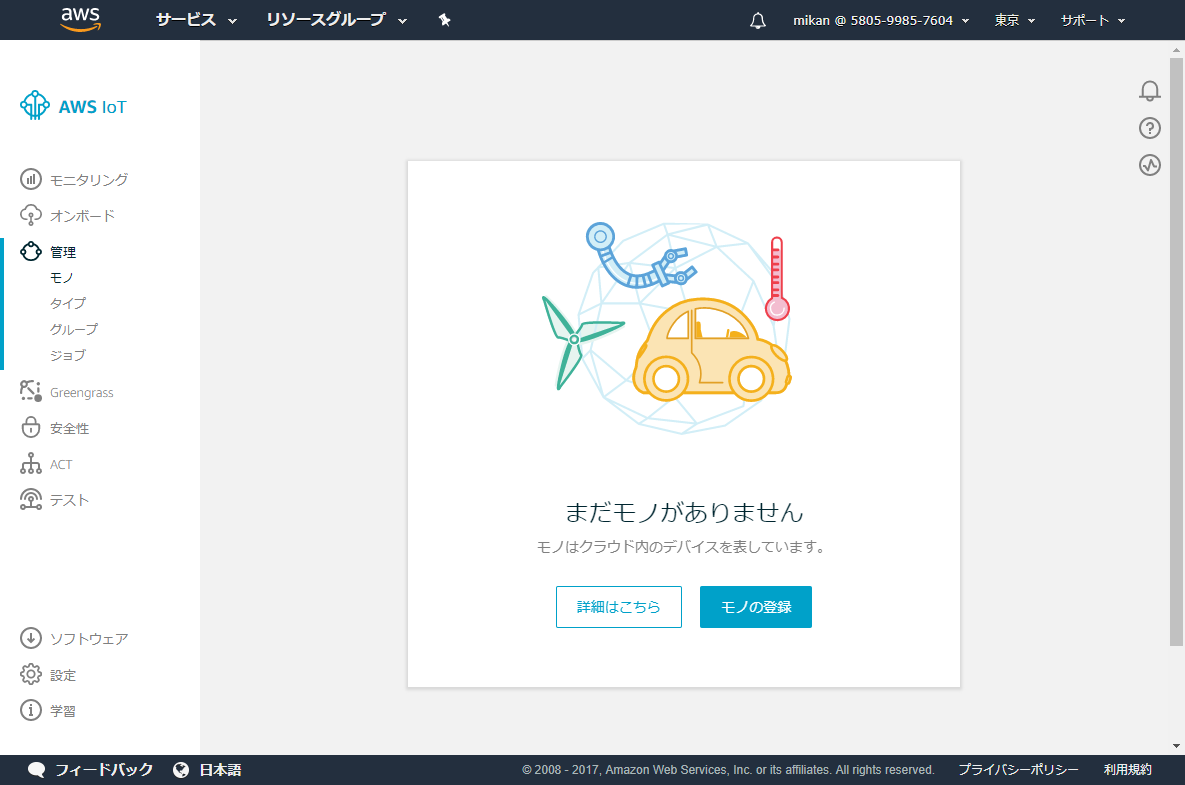 aws サービス リソースグループ mikan @ 5805-9985-7604 東京 サポート
AWS IoT
モニタリング
オンボード
管理
モノ
タイプ
グループ
ジョブ
Greengrass
安全性
ACT
テスト
ソフトウェア
設定
学習
まだモノがありません
モノはクラウド内のデバイスを表しています。
詳細はこちら モノの登録
フィードバック 日本語 © 2008 - 2017, Amazon Web Services, Inc. or its affiliates. All rights reserved. プライバシーポリシー 利用規約